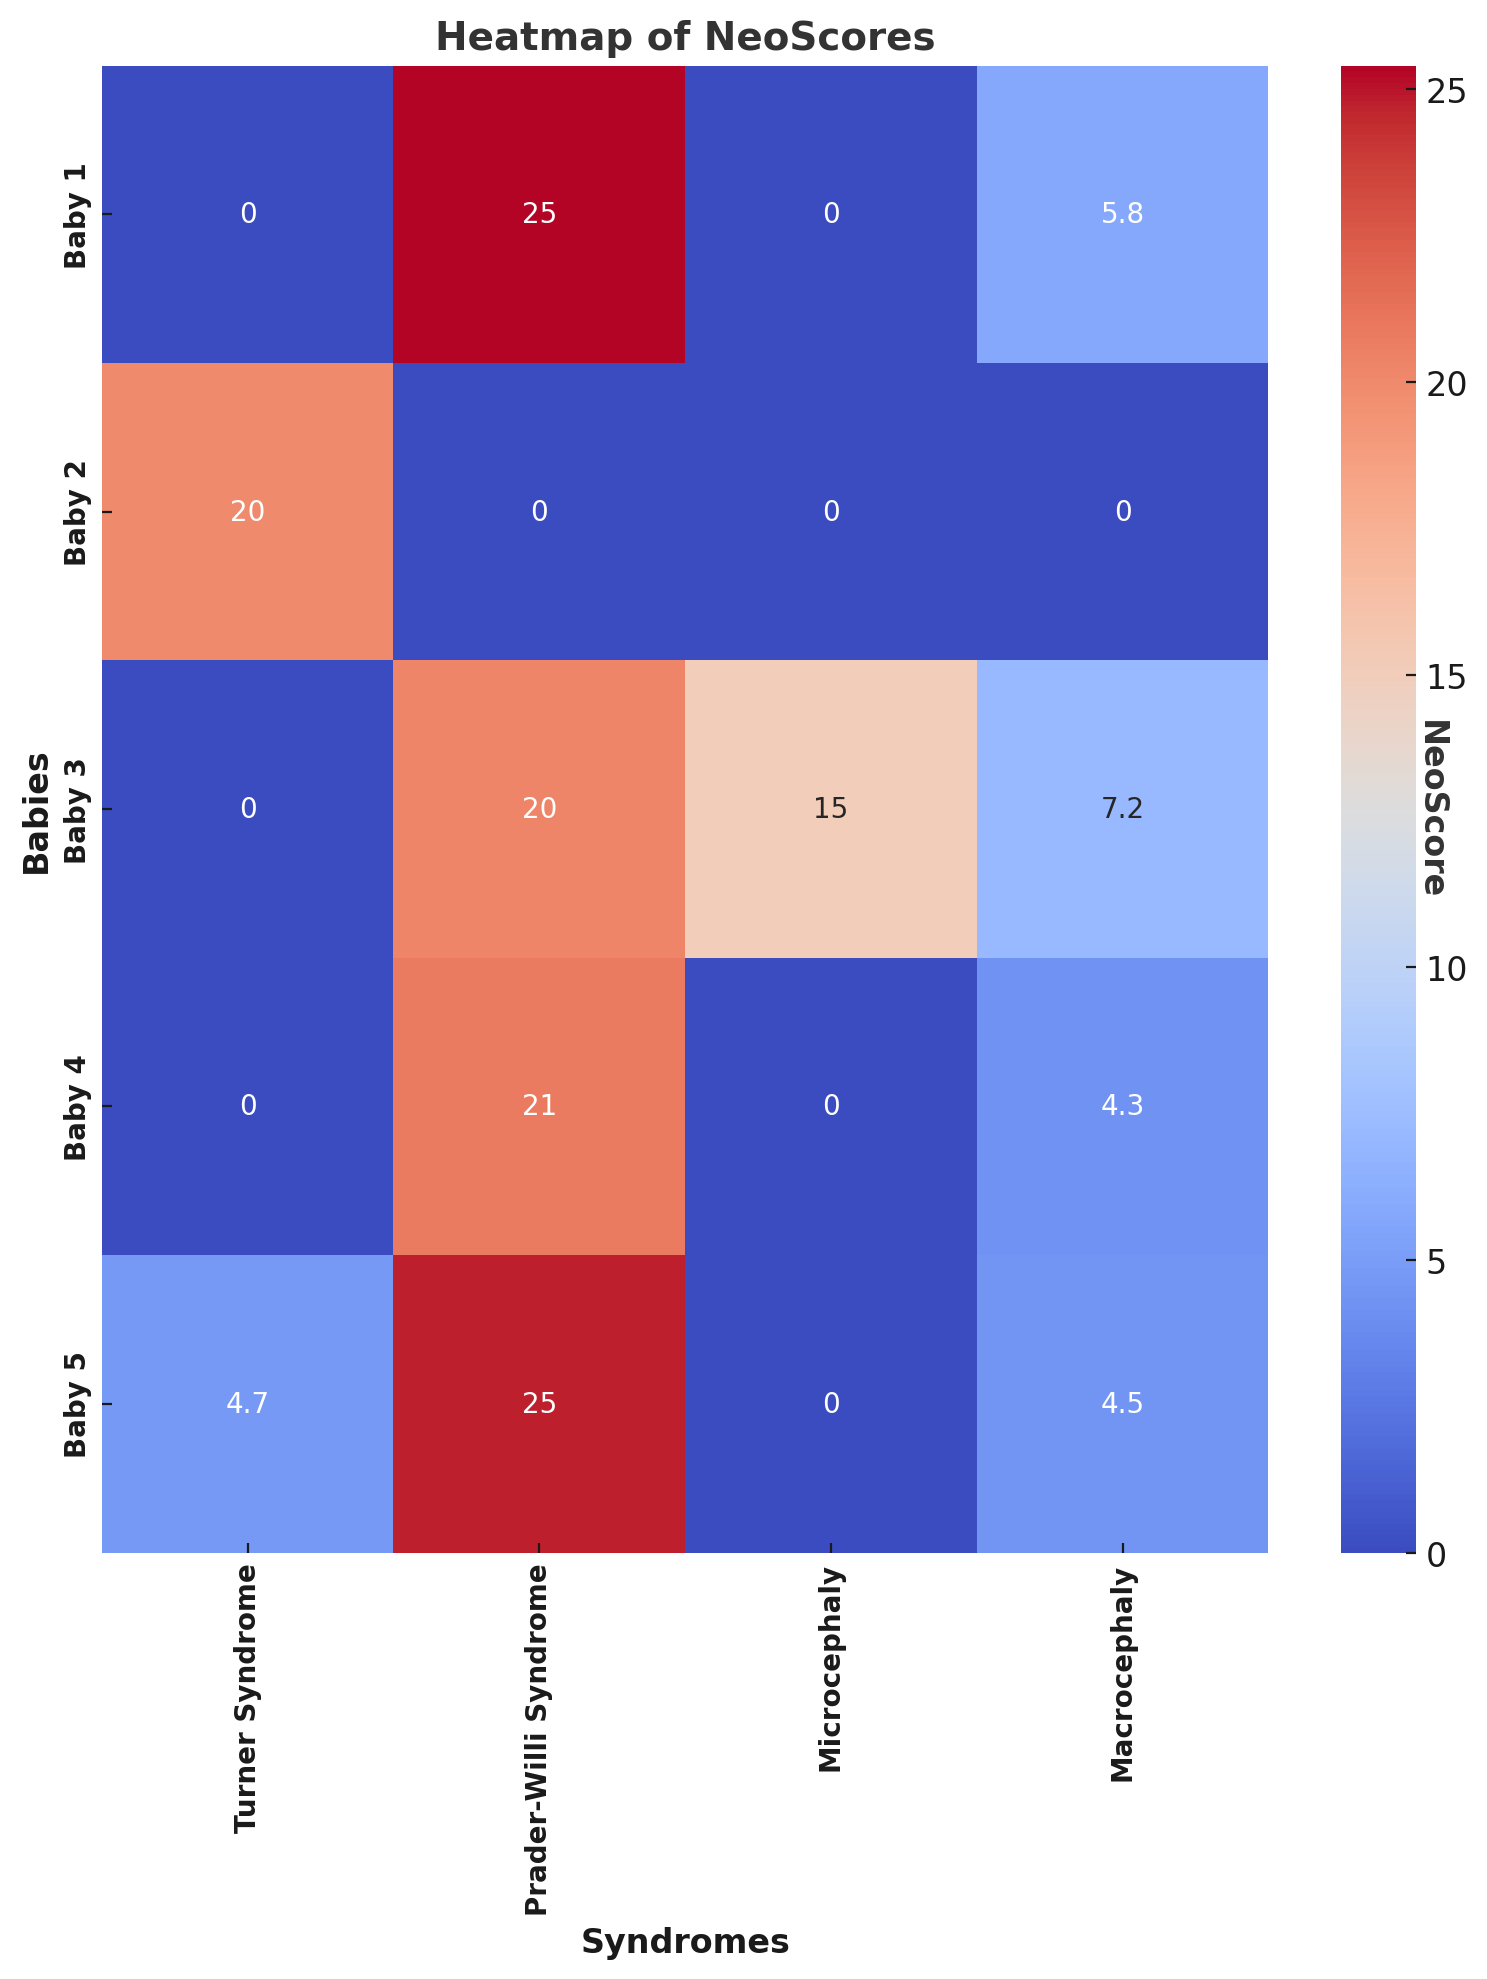 Heatmap of NeoScores
Babies
Baby 1
0
25
0
5.8
Baby 2
20
0
0
0
Baby 3
0
20
15
7.2
Baby 4
0
21
0
4.3
Baby 5
4.7
25
0
4.5
Turner Syndrome
Prader-Willi Syndrome
Microcephaly
Macrocephaly
Syndromes
25
20
15
10
5
0
NeoScore